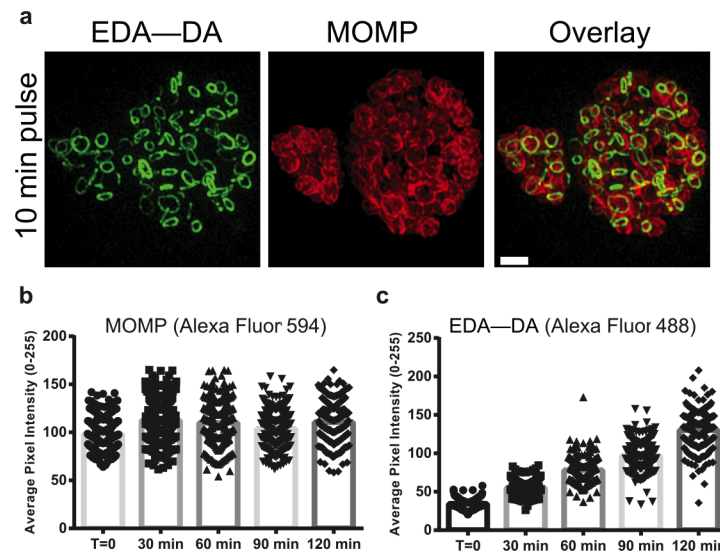 a
EDA—DA MOMP Overlay
10 min pulse
b
MOMP (Alexa Fluor 594)
Average Pixel Intensity (0-255)
200
150
100
50
0
T=0 30 min 60 min 90 min 120 min
c
EDA—DA (Alexa Fluor 488)
Average Pixel Intensity (0-255)
250
200
150
100
50
0
T=0 30 min 60 min 90 min 120 min